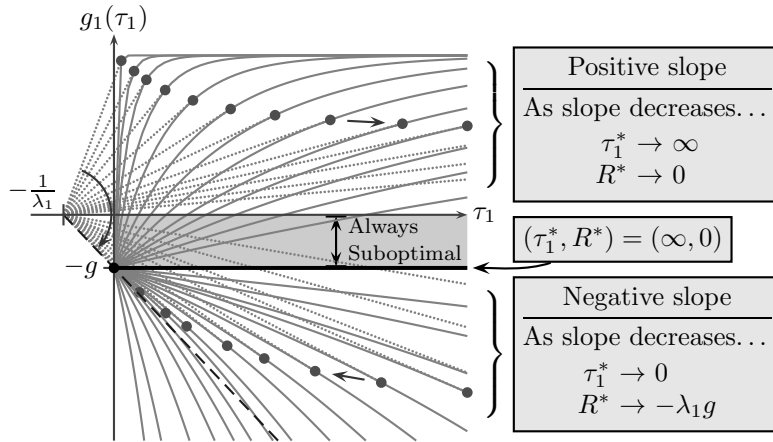 g₁(τ₁)
Positive slope
As slope decreases…
τ₁* → ∞
R* → 0
−1/λ₁
τ₁
Always
Suboptimal
(τ₁*, R*) = (∞, 0)
−g
Negative slope
As slope decreases…
τ₁* → 0
R* → −λ₁g